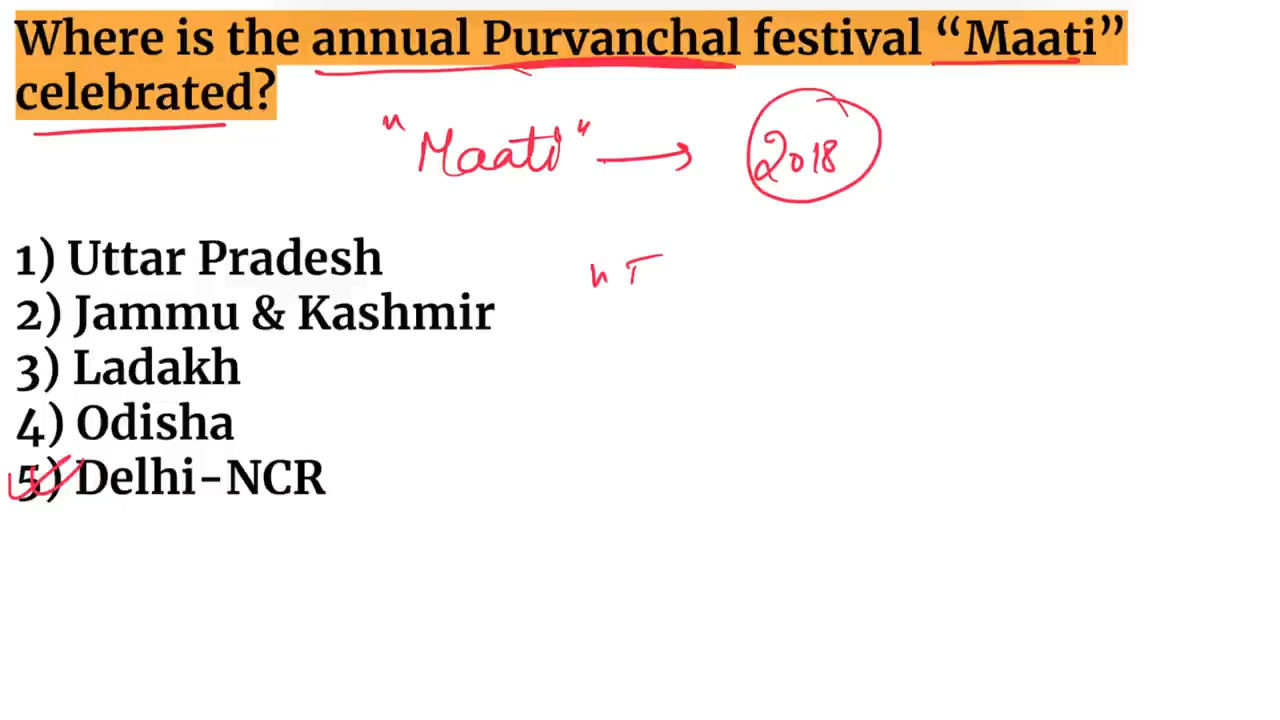 Where is the annual Purvanchal festival “Maati”
celebrated?
"Maati" → 2018
1) Uttar Pradesh
2) Jammu & Kashmir
3) Ladakh
4) Odisha
5) Delhi-NCR